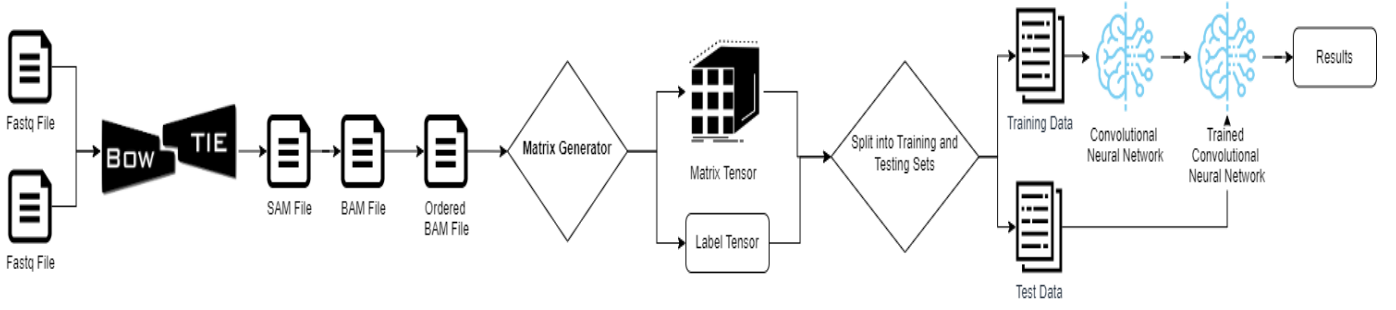 Fastq File
Fastq File
BOW
TIE
SAM File
BAM File
Ordered
BAM File
Matrix Generator
Matrix Tensor
Label Tensor
Split into Training and
Testing Sets
Training Data
Test Data
Convolutional
Neural Network
Trained
Convolutional
Neural Network
Results